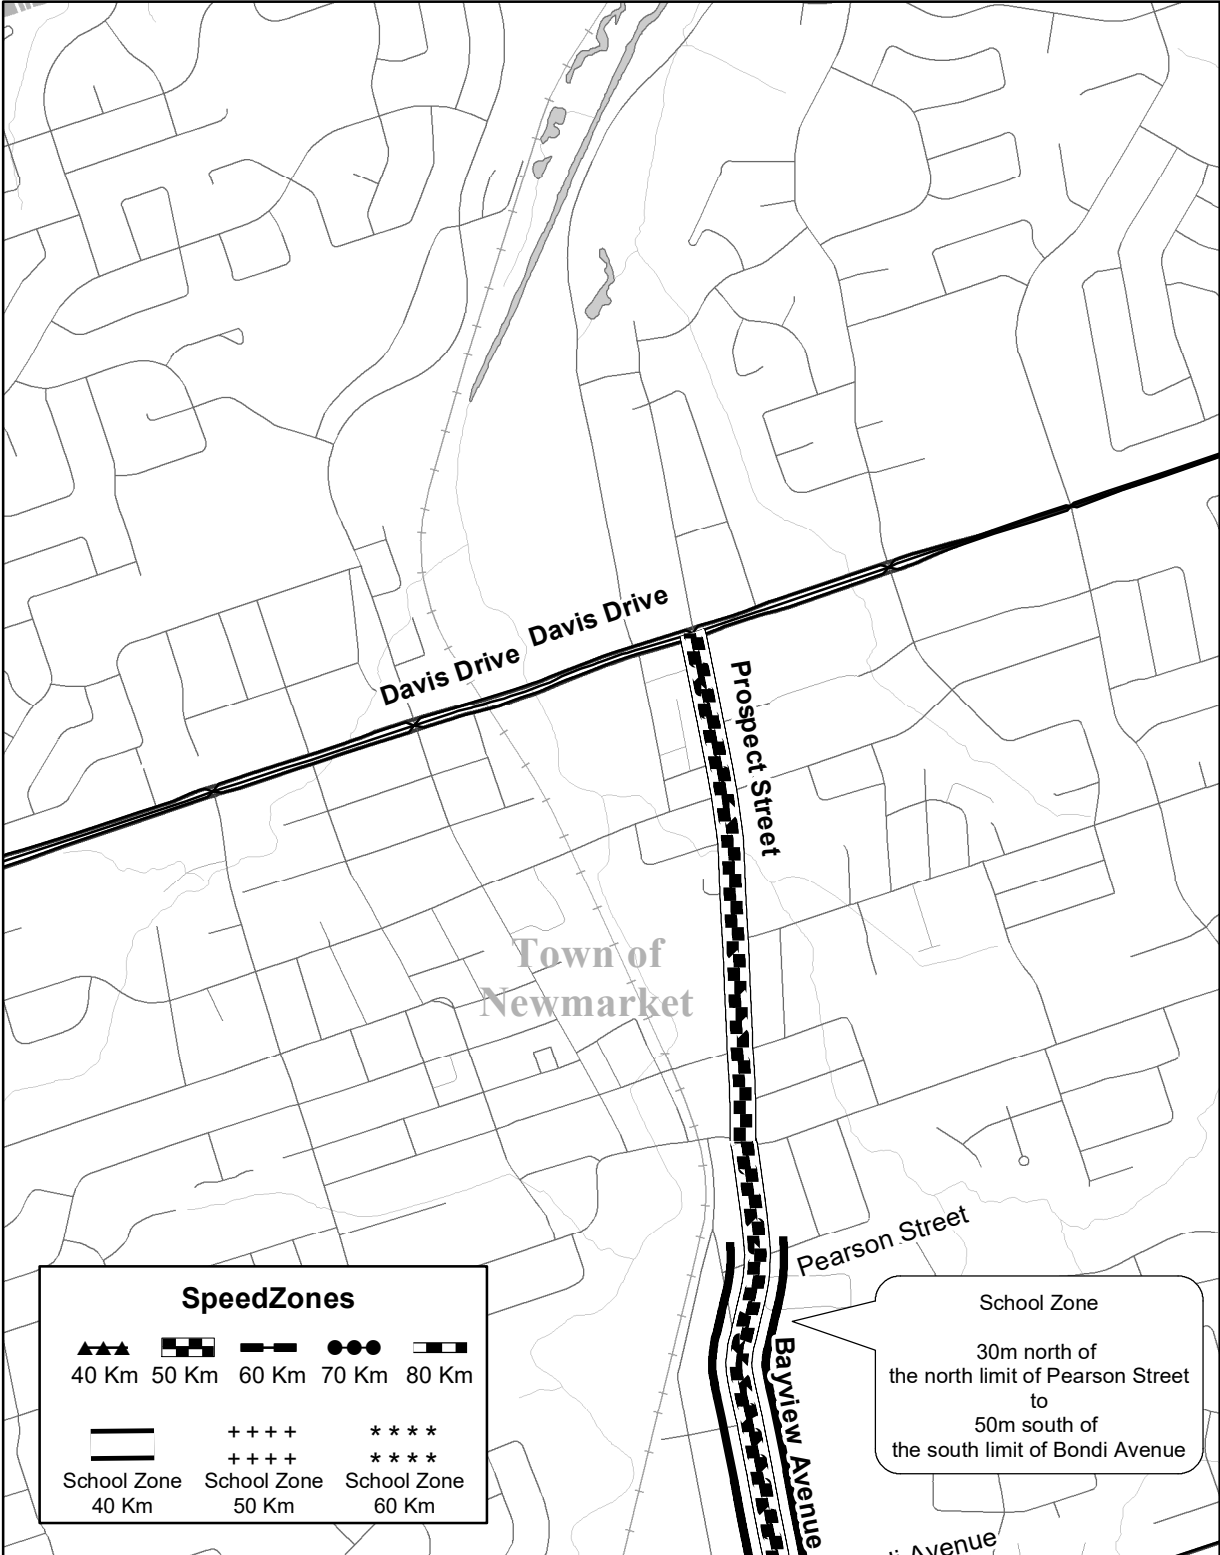 Davis Drive
Davis Drive
Prospect Street
Town of
Newmarket
Pearson Street
Bayview Avenue
School Zone
30m north of
the north limit of Pearson Street
to
50m south of
the south limit of Bondi Avenue
SpeedZones
40 Km 50 Km 60 Km 70 Km 80 Km
School Zone School Zone School Zone
40 Km 50 Km 60 Km
Avenue